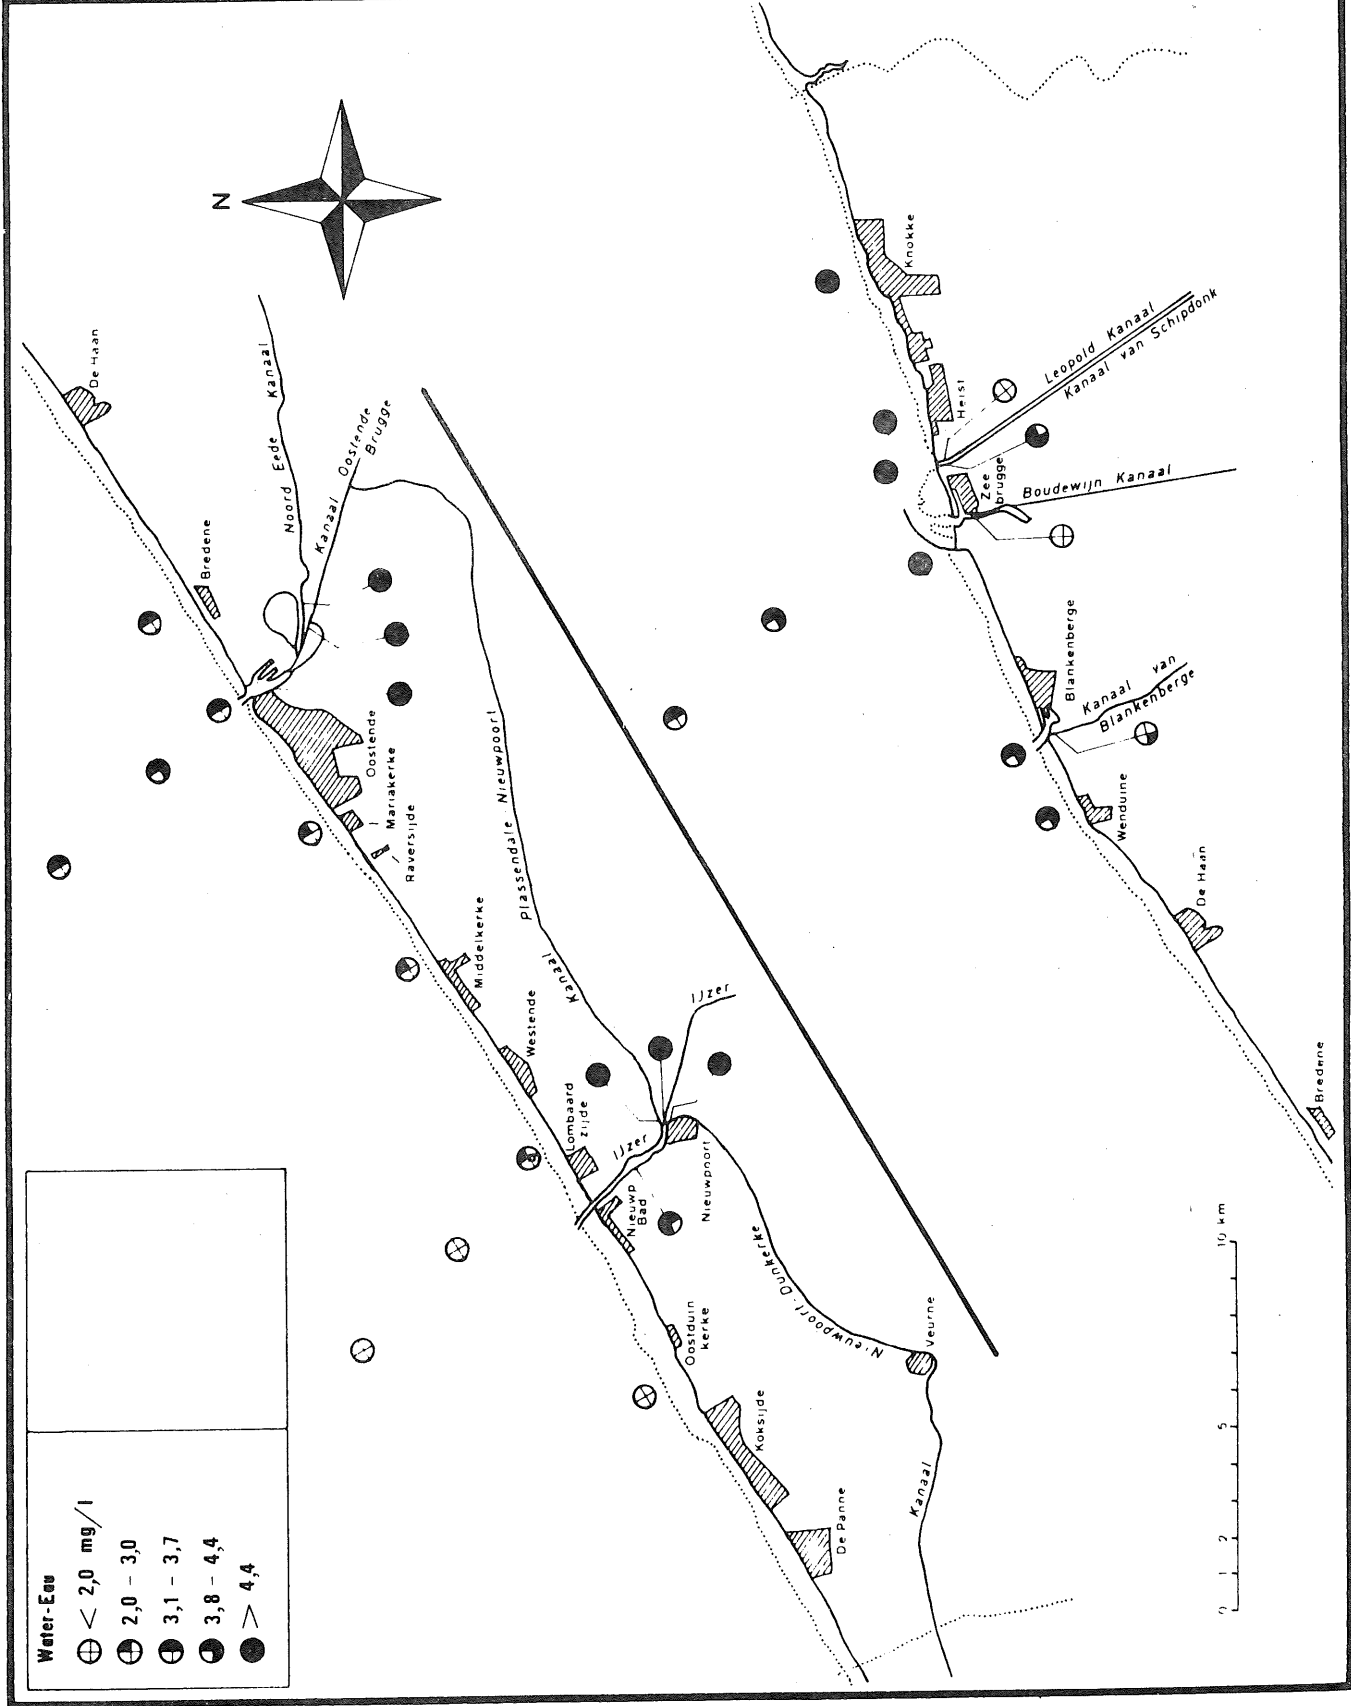 Water-Eau
< 2,0 mg/l
2,0 - 3,0
3,1 - 3,7
3,8 - 4,4
> 4,4
N
De Haan
Noord Eede Kanaal
Kanaal Oostende
Brugge
Bredene
Oostende
Mariakerke
Raversijde
Middelkerke
Westende
Lombaard
zijde
Kanaal Plassendale Nieuwpoort
IJzer
IJzer
Nieuwp
Bad
Nieuwpoort
Oostduin
kerke
Koksijde
De Panne
Kanaal Nieuwpoort-Dunkerke
Veurne
Knokke
Heist
Leopold Kanaal
Kanaal van Schipdonk
Zee
brugge
Boudewijn Kanaal
Blankenberge
Kanaal van
Blankenberge
Wenduine
De Haan
Bredene
0 1 2 5 10 km